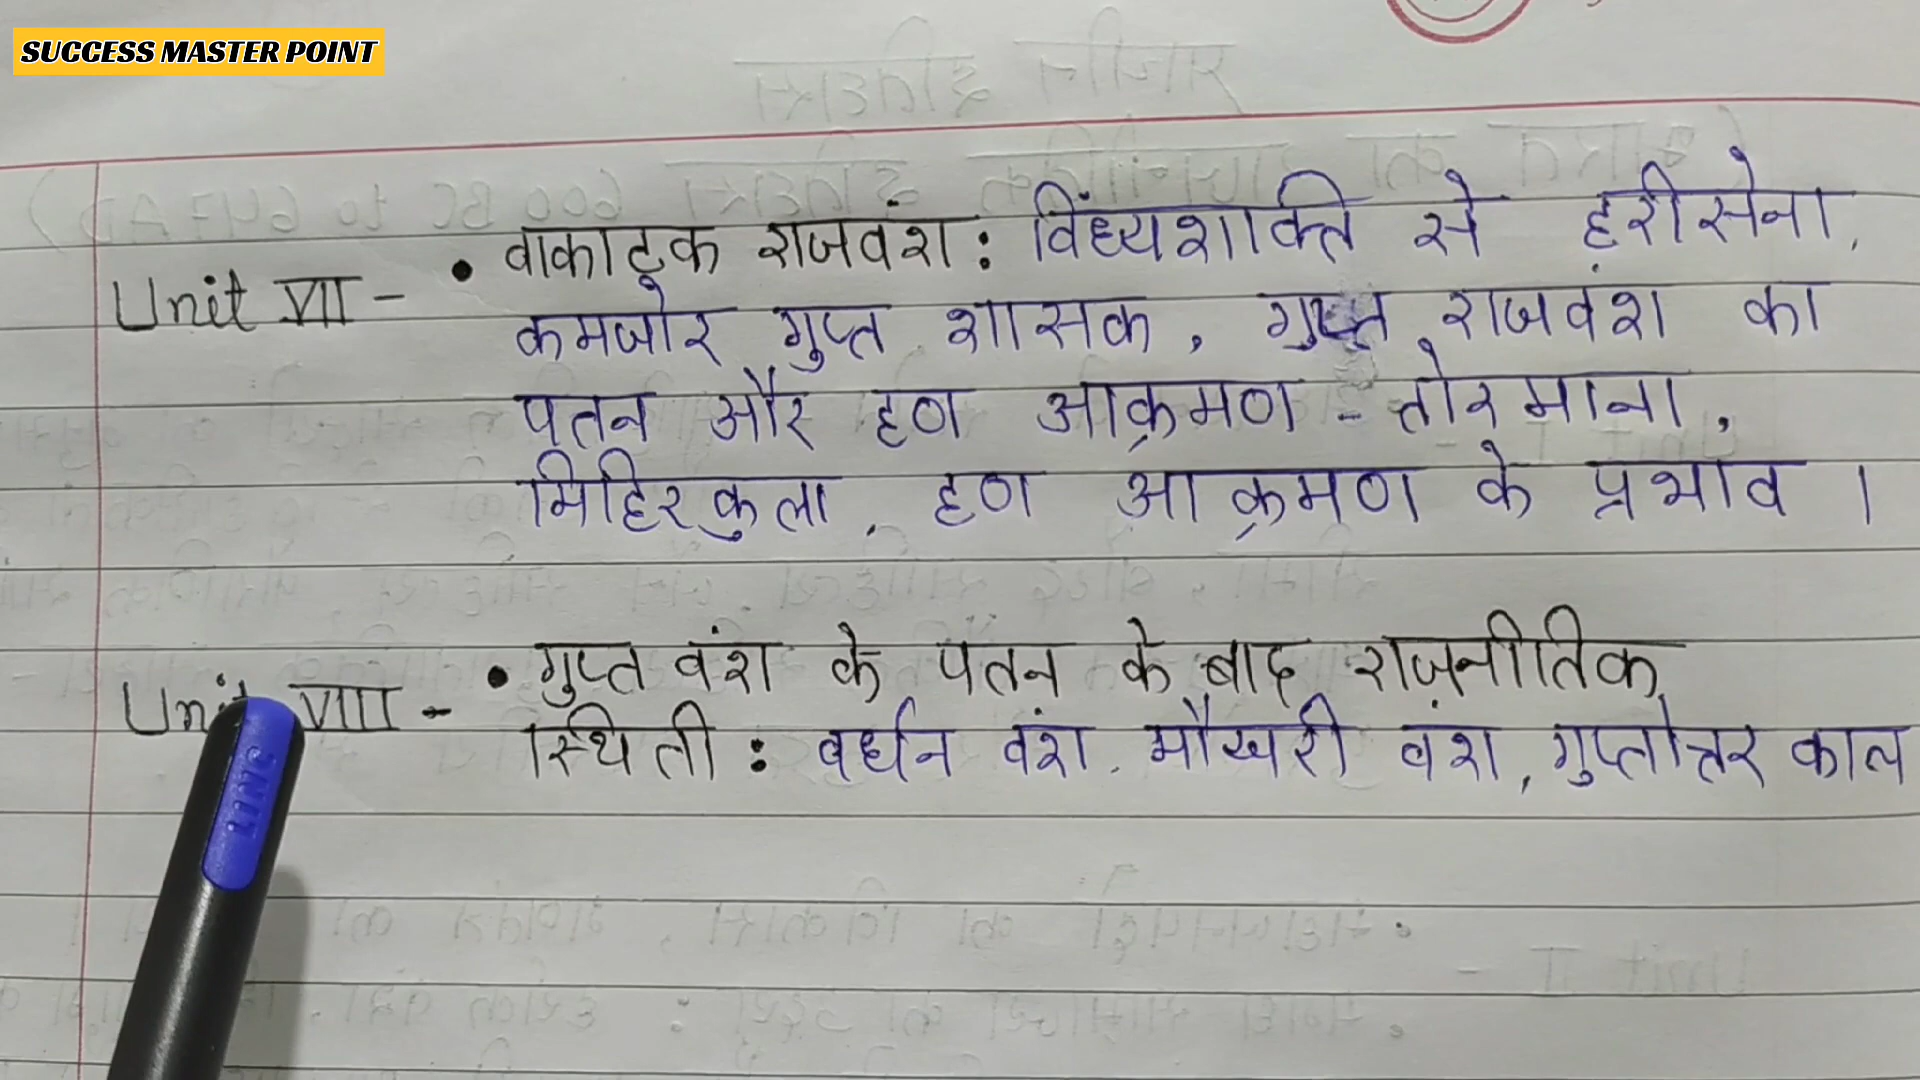 SUCCESS MASTER POINT
Unit VII - • वाकाटक राजवंश : विंध्यशक्ति से हरीसेना,
कमजोर गुप्त शासक, गुप्त राजवंश का
पतन और हूण आक्रमण - तोरमाना,
मिहिरकुला, हूण आक्रमण के प्रभाव ।
Unit VIII - • गुप्त वंश के पतन के बाद राजनीतिक
स्थिती : वर्धन वंश, मौखरी वंश, गुप्तोत्तर काल
LINC